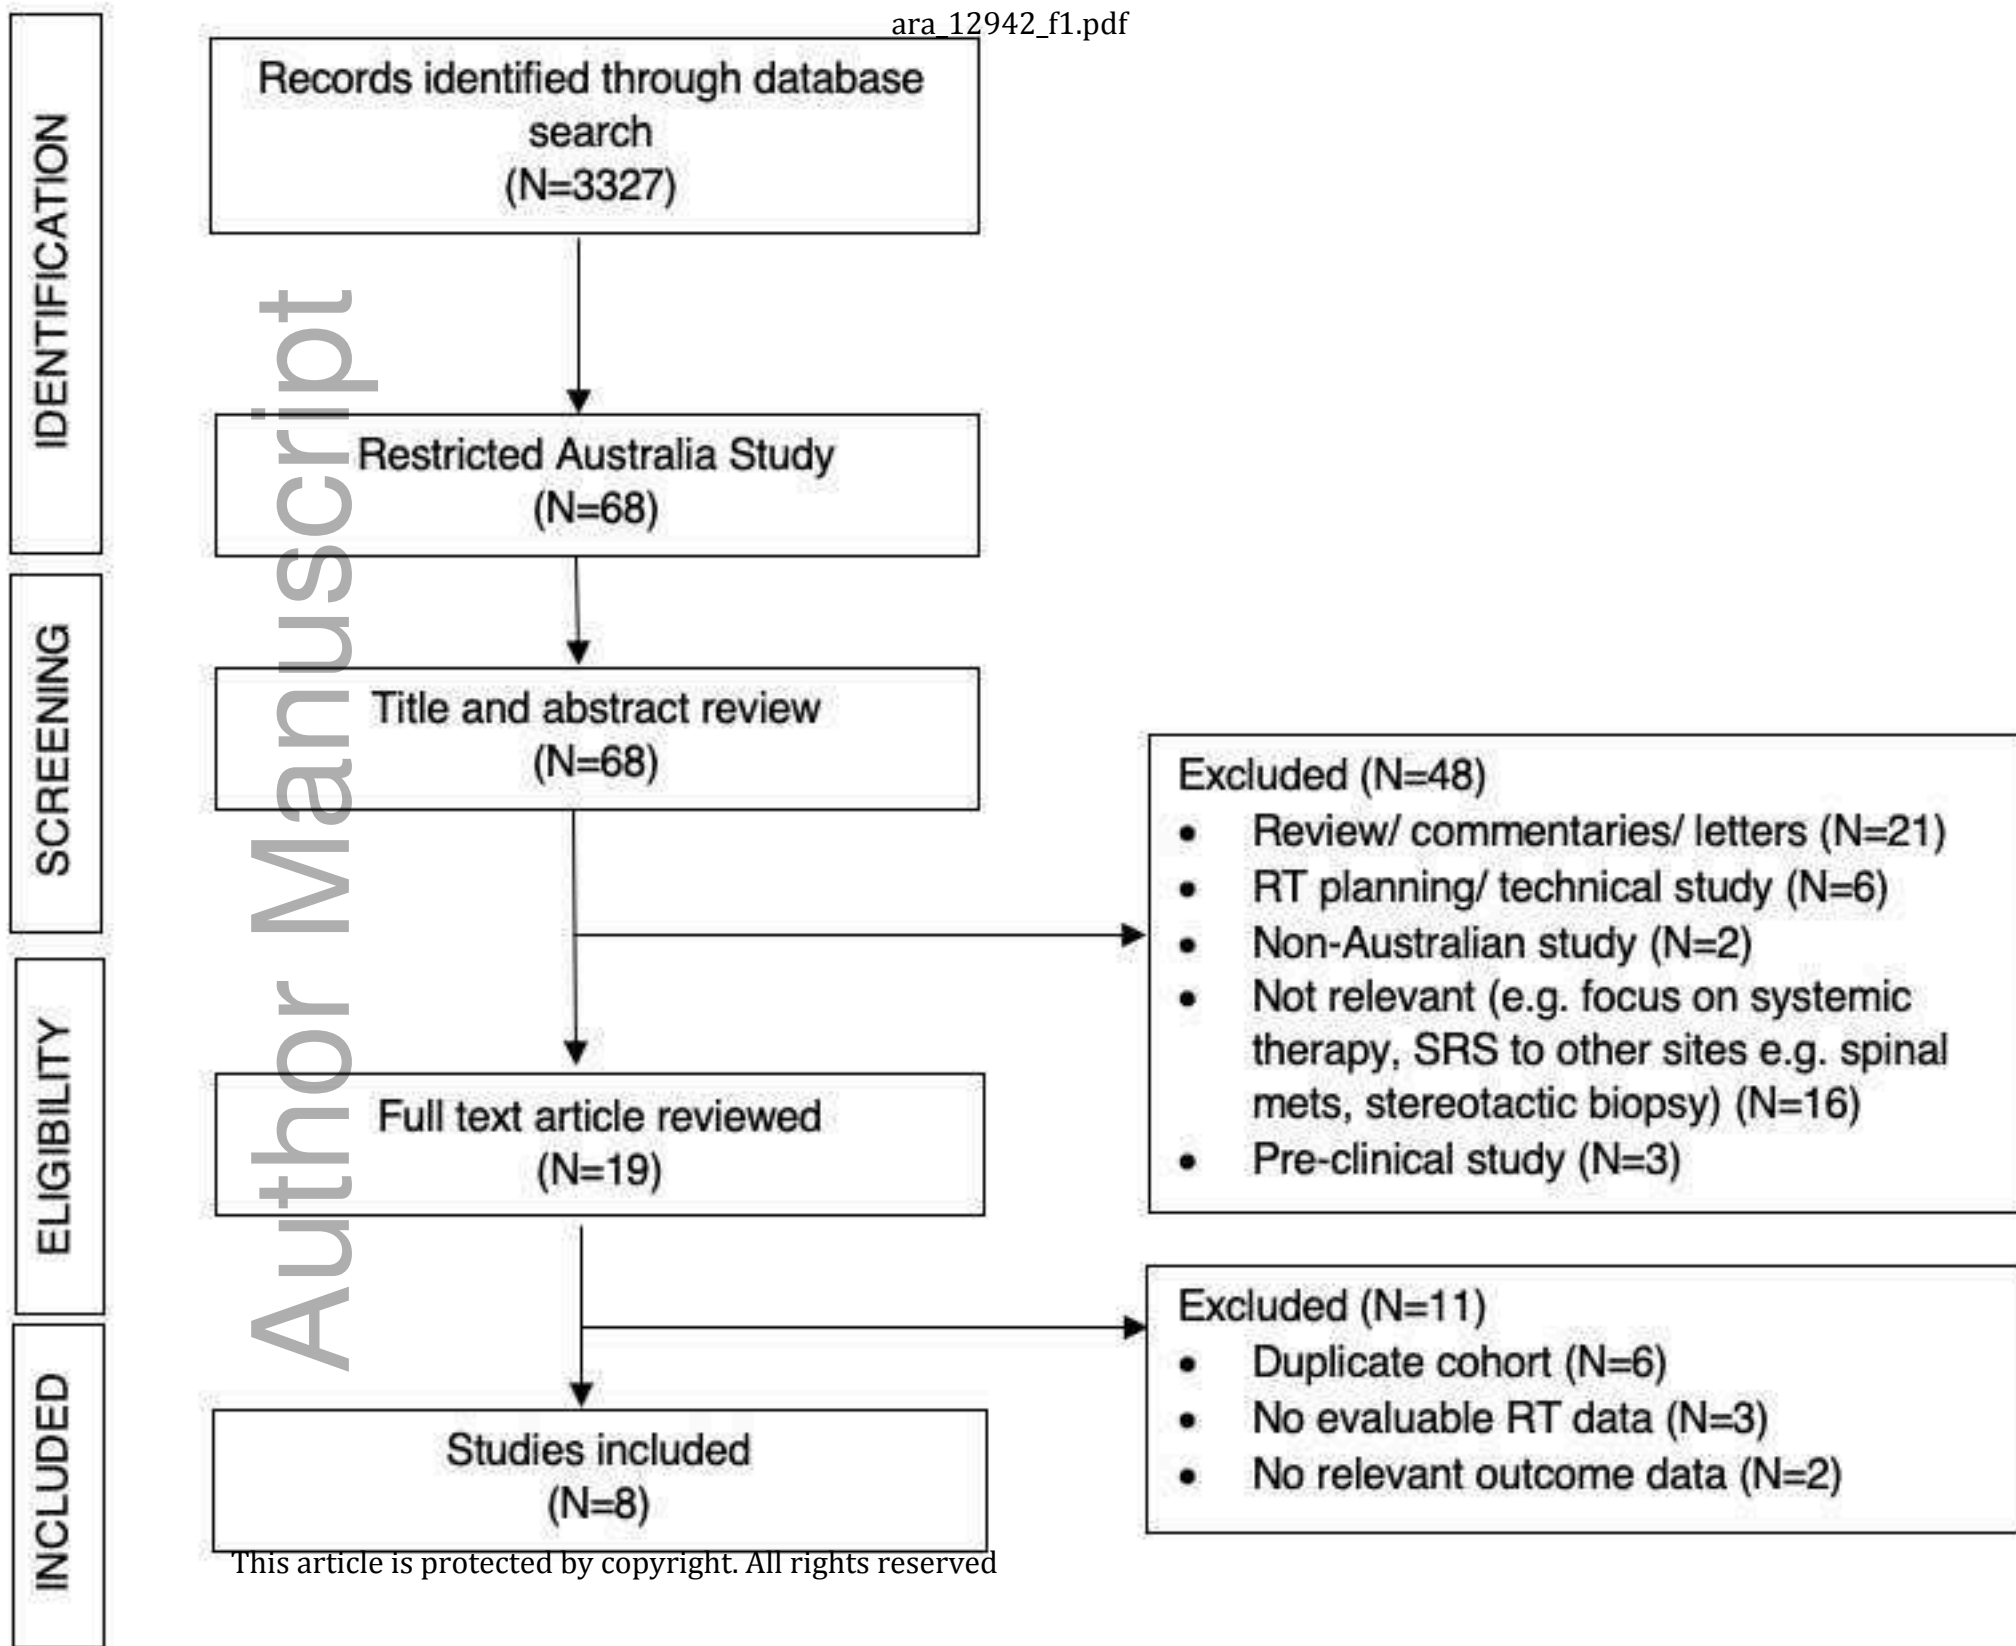 ara_12942_f1.pdf
IDENTIFICATION
Records identified through database
search
(N=3327)
Restricted Australia Study
(N=68)
SCREENING
Title and abstract review
(N=68)
Excluded (N=48)
• Review/ commentaries/ letters (N=21)
• RT planning/ technical study (N=6)
• Non-Australian study (N=2)
• Not relevant (e.g. focus on systemic
therapy, SRS to other sites e.g. spinal
mets, stereotactic biopsy) (N=16)
• Pre-clinical study (N=3)
ELIGIBILITY
Full text article reviewed
(N=19)
Excluded (N=11)
• Duplicate cohort (N=6)
• No evaluable RT data (N=3)
• No relevant outcome data (N=2)
INCLUDED
Studies included
(N=8)
Author Manuscript
This article is protected by copyright. All rights reserved